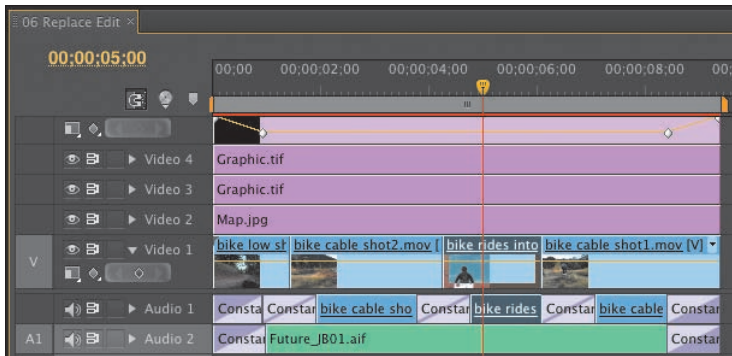 06 Replace Edit ×
00;00;05;00
00;00 00;00;02;00 00;00;04;00 00;00;06;00 00;00;08;00 00;
Video 4 Graphic.tif
Video 3 Graphic.tif
Video 2 Map.jpg
Video 1 bike low sh bike cable shot2.mov [ bike rides into bike cable shot1.mov [V]
V
Audio 1 Consta Constar bike cable sho Constar bike rides Constar bike cable Constar
A1 Audio 2 Constar Future_JB01.aif Constar